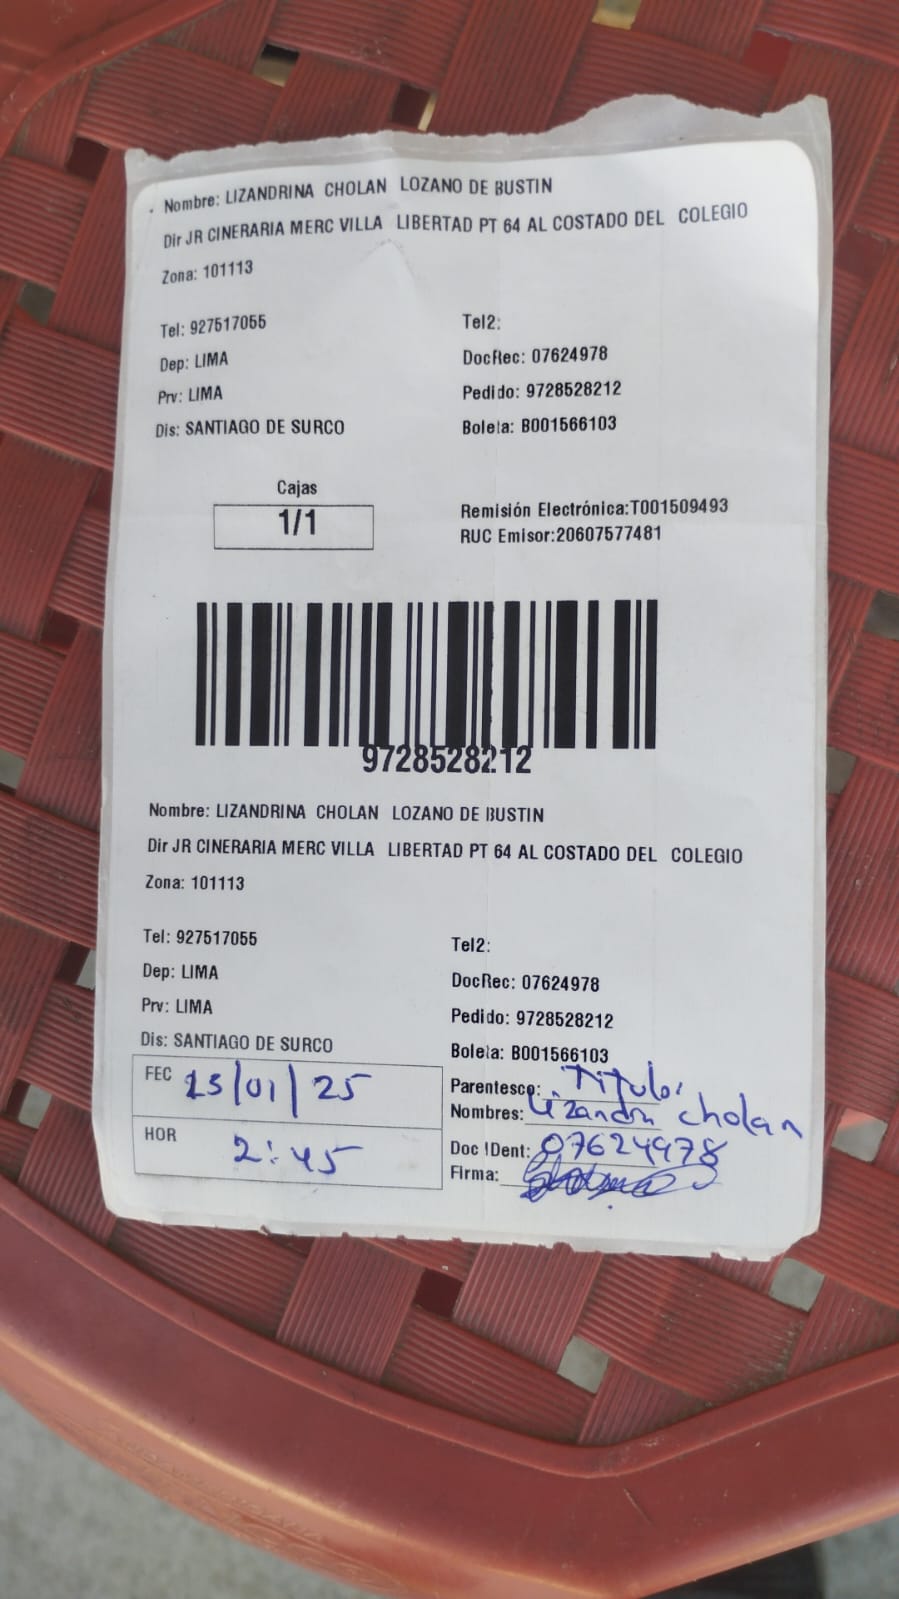 Nombre: LIZANDRINA CHOLAN LOZANO DE BUSTIN
Dir JR CINERARIA MERC VILLA LIBERTAD PT 64 AL COSTADO DEL COLEGIO
Zona: 101113
Tel: 927517055 Tel2:
Dep: LIMA DocRec: 07624978
Prv: LIMA Pedido: 9728528212
Dis: SANTIAGO DE SURCO Boleta: B001566103
Cajas
1/1
Remisión Electrónica:T001509493
RUC Emisor:20607577481
9728528212
Nombre: LIZANDRINA CHOLAN LOZANO DE BUSTIN
Dir JR CINERARIA MERC VILLA LIBERTAD PT 64 AL COSTADO DEL COLEGIO
Zona: 101113
Tel: 927517055 Tel2:
Dep: LIMA DocRec: 07624978
Prv: LIMA Pedido: 9728528212
Dis: SANTIAGO DE SURCO Boleta: B001566103
FEC 15/01/25 Parentesco: Titular
Nombres: Lizandri cholan
HOR 2:45 Doc IDent: 07624978
Firma: